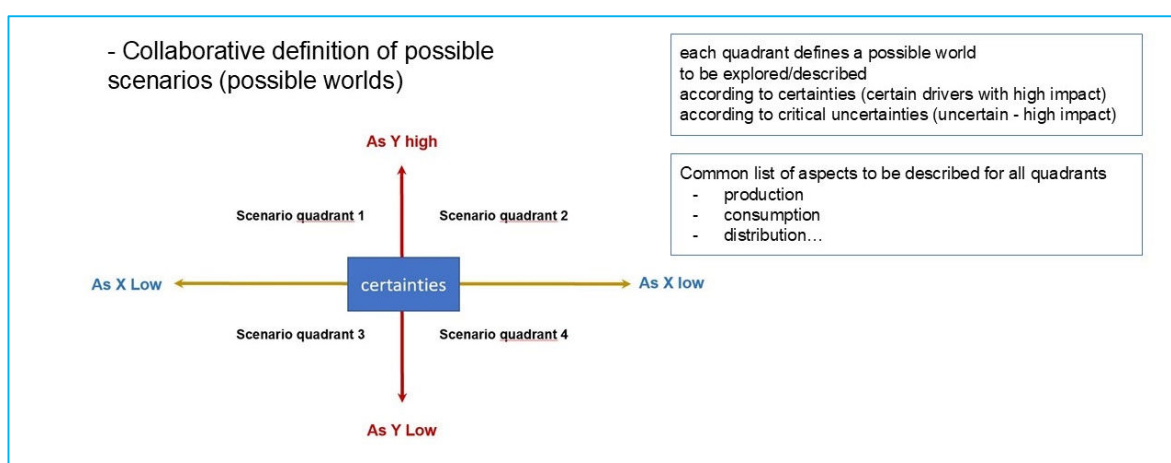 - Collaborative definition of possible
scenarios (possible worlds)
each quadrant defines a possible world
to be explored/described
according to certainties (certain drivers with high impact)
according to critical uncertainties (uncertain - high impact)
Common list of aspects to be described for all quadrants
- production
- consumption
- distribution…
As Y high
Scenario quadrant 1
Scenario quadrant 2
As X Low
certainties
As X low
Scenario quadrant 3
Scenario quadrant 4
As Y Low